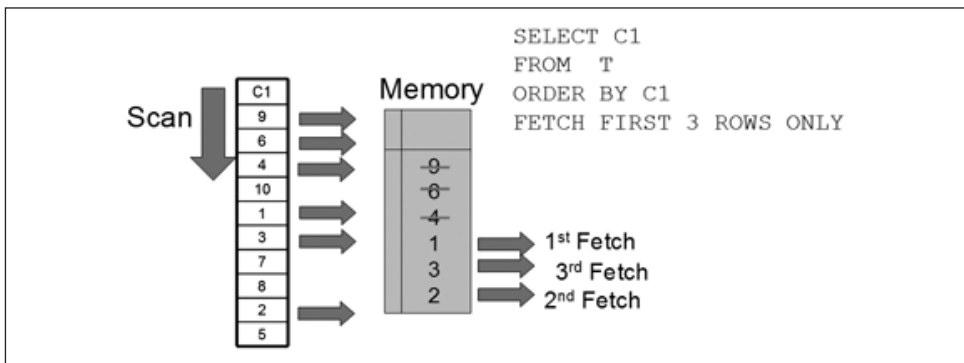 SELECT C1
FROM T
ORDER BY C1
FETCH FIRST 3 ROWS ONLY
Scan
C1
9
6
4
10
1
3
7
8
2
5
Memory
9
6
4
1
3
2
1st Fetch
3rd Fetch
2nd Fetch